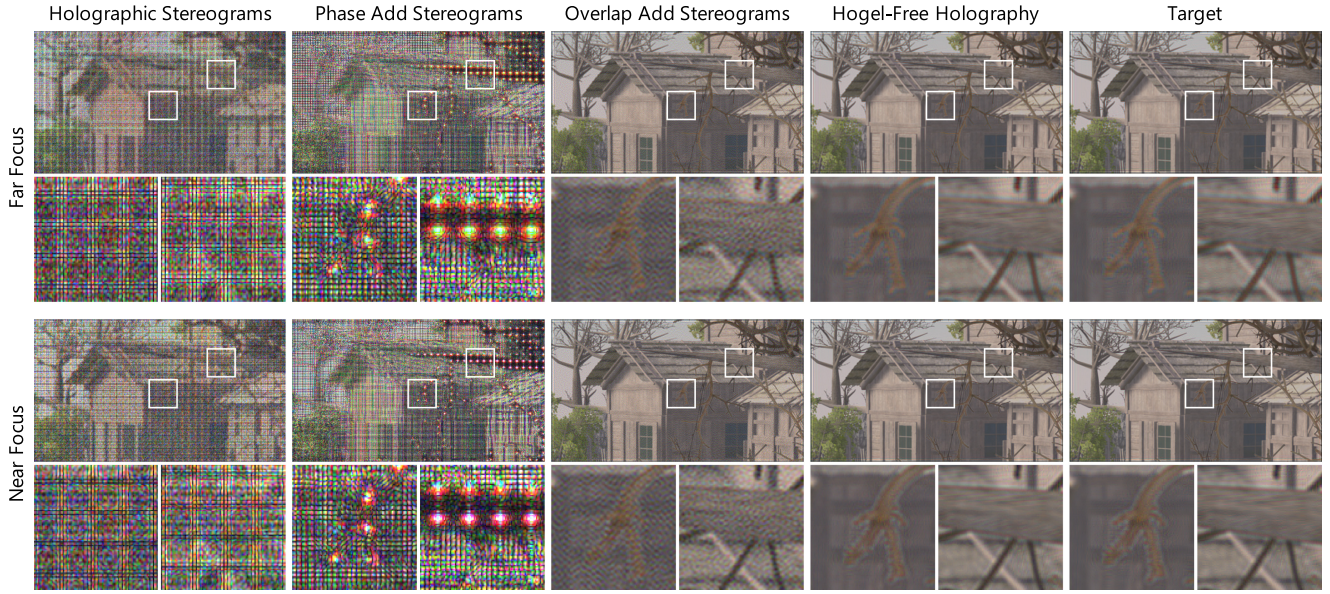 Holographic Stereograms
Phase Add Stereograms
Overlap Add Stereograms
Hogel-Free Holography
Target
Far Focus
Near Focus